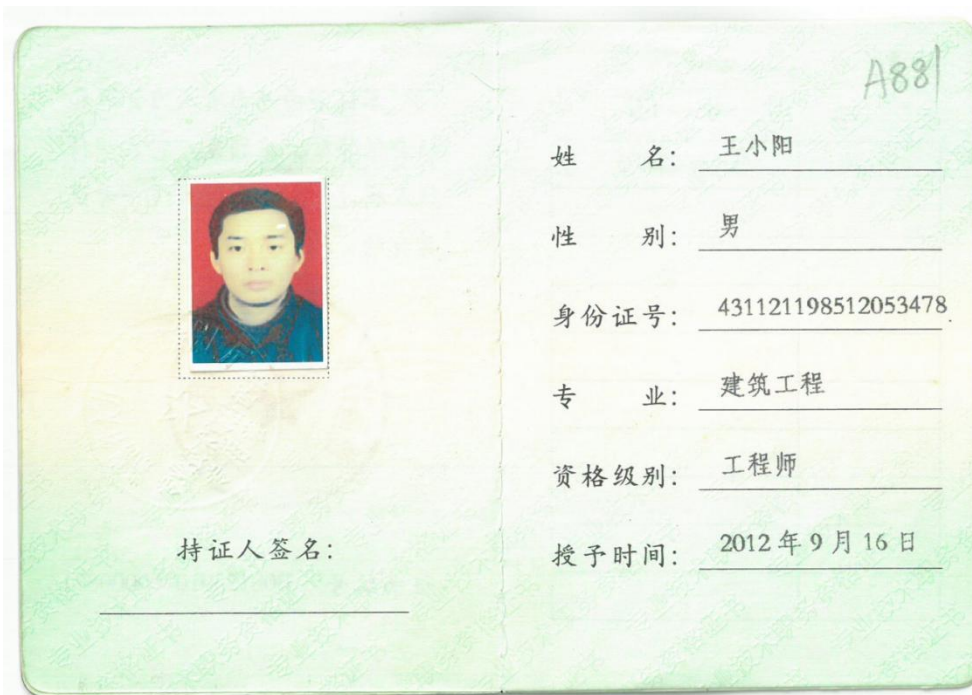 A881
姓 名: 王小阳
性 别: 男
身份证号: 431121198512053478
专 业: 建筑工程
资格级别: 工程师
授予时间: 2012年9月16日
持证人签名: